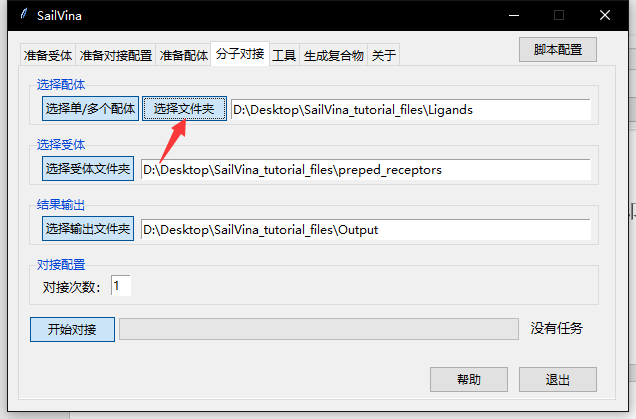 SailVina
准备受体 准备对接配置 准备配体 分子对接 工具 生成复合物 关于
脚本配置
选择配体
选择单/多个配体 选择文件夹 D:\Desktop\SailVina_tutorial_files\Ligands
选择受体
选择受体文件夹 D:\Desktop\SailVina_tutorial_files\preped_receptors
结果输出
选择输出文件夹 D:\Desktop\SailVina_tutorial_files\Output
对接配置
对接次数: 1
开始对接 没有任务
帮助 退出